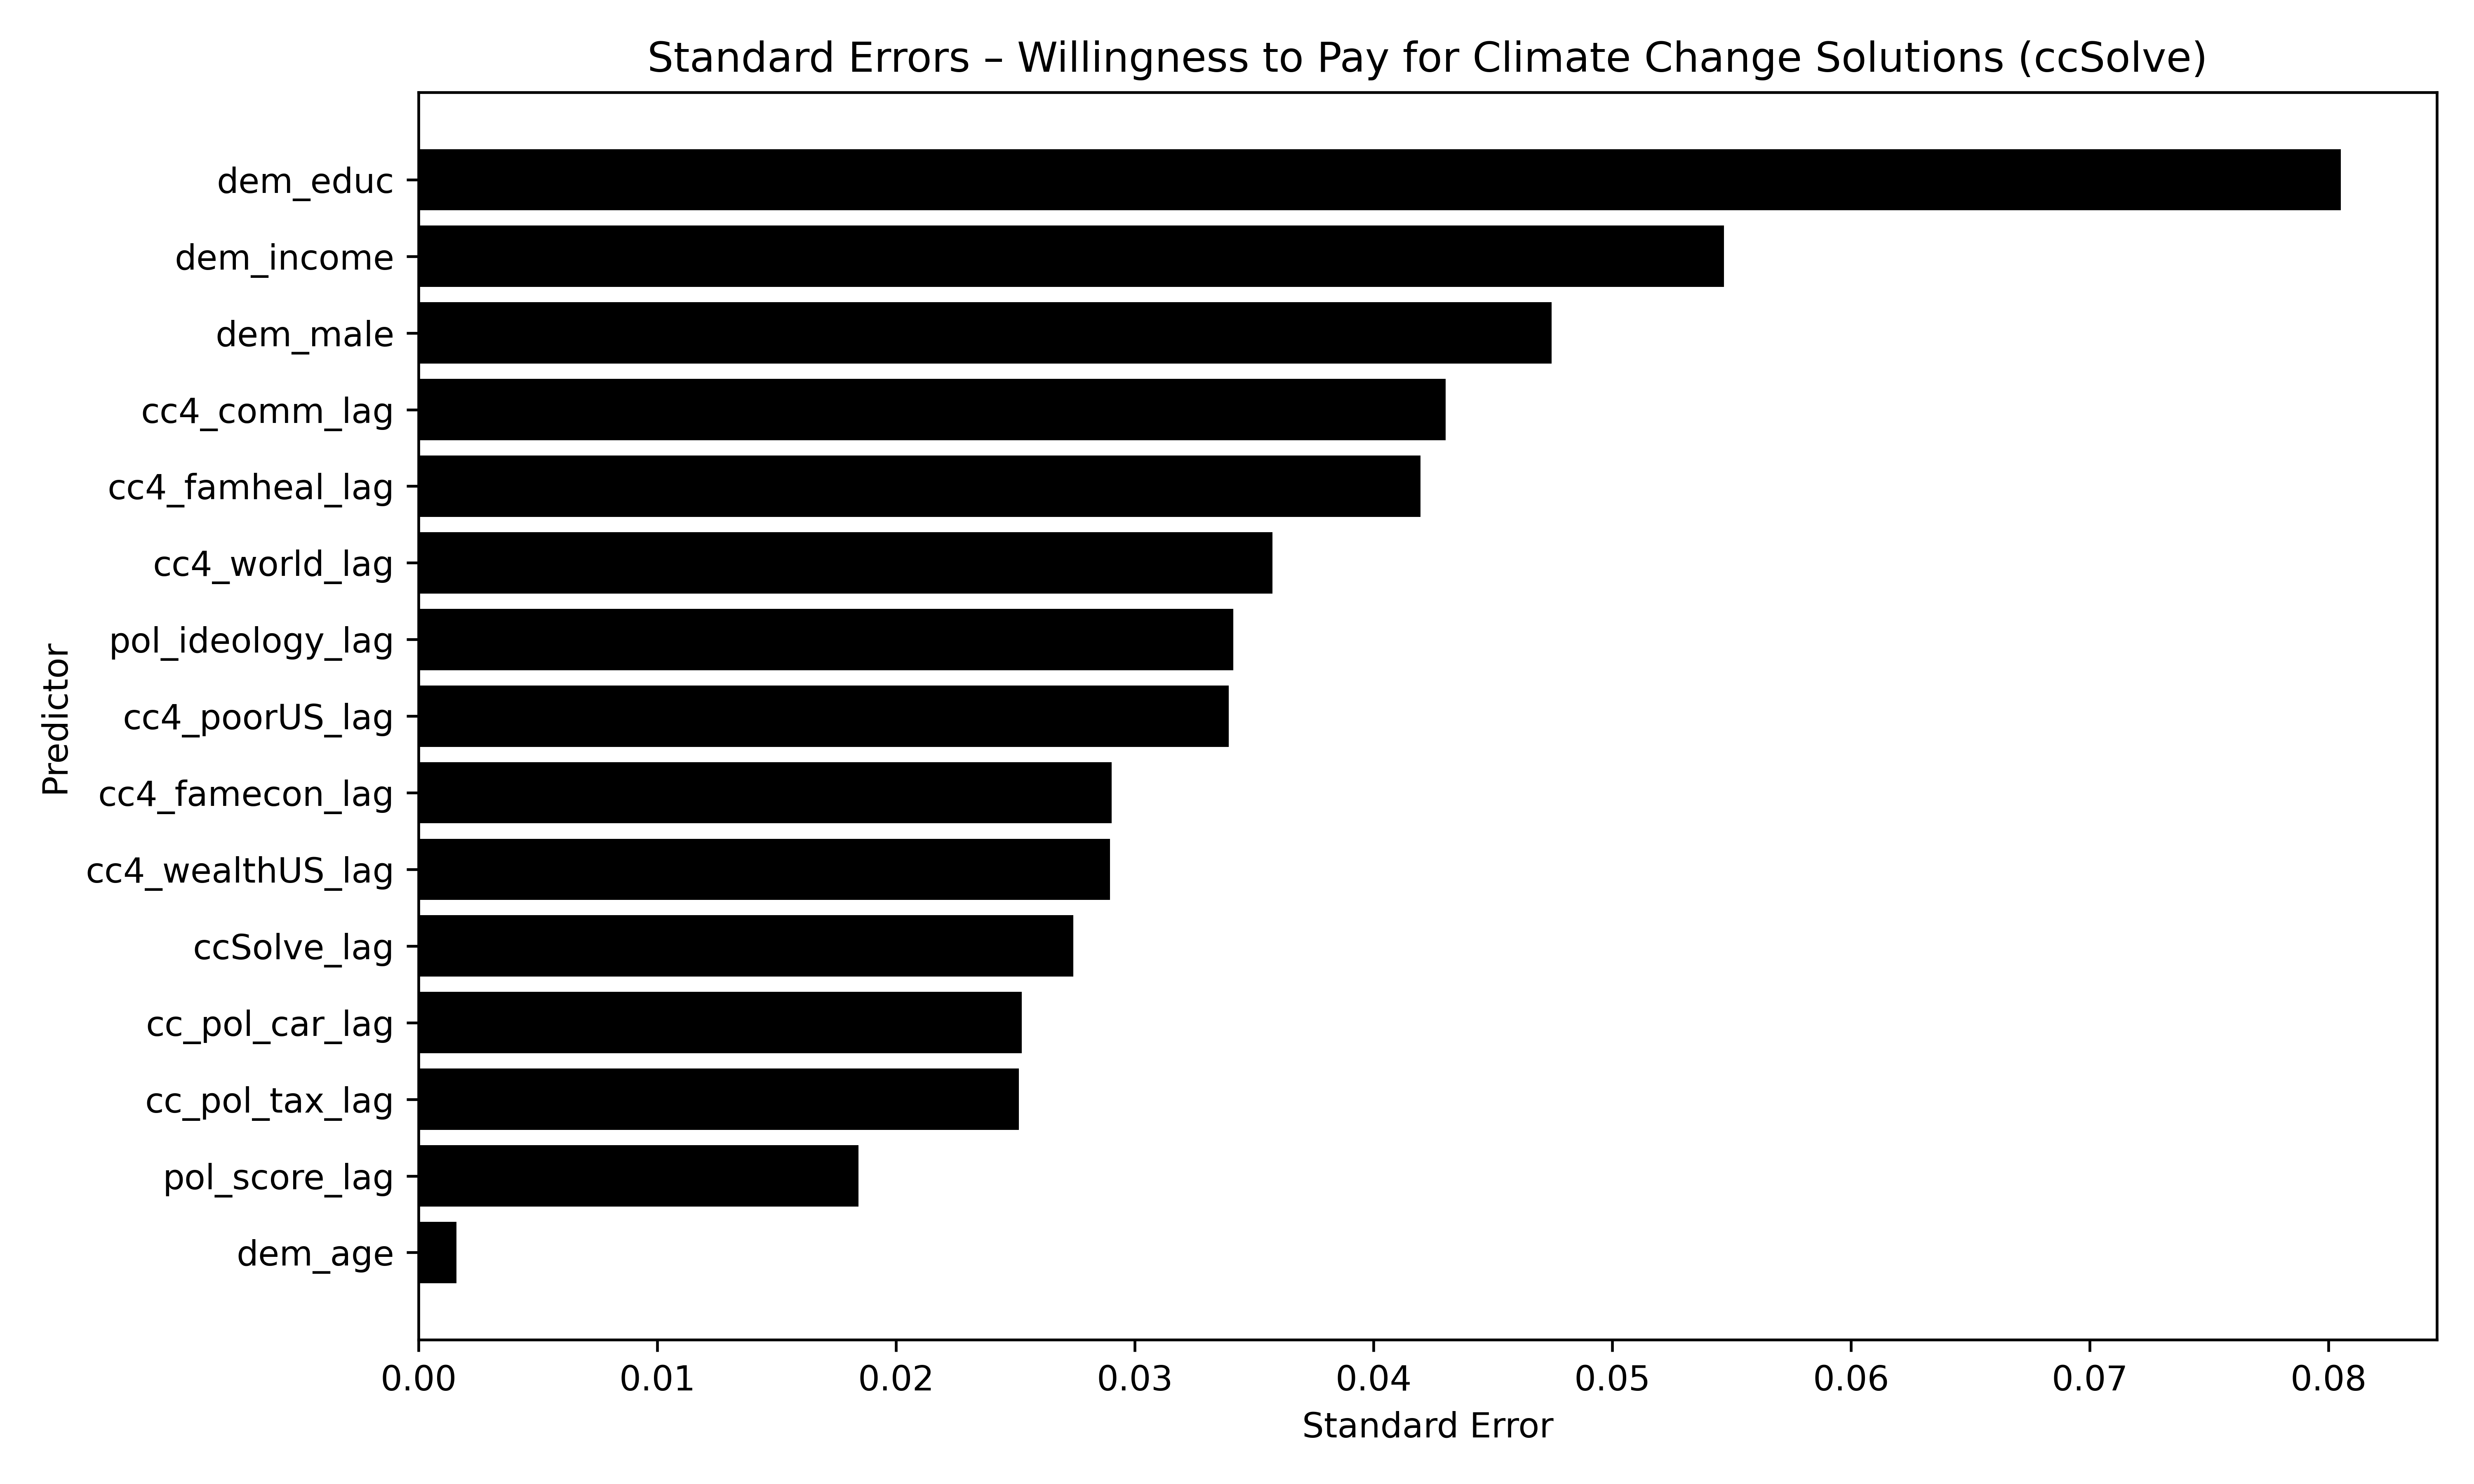 Standard Errors – Willingness to Pay for Climate Change Solutions (ccSolve)
Predictor
dem_educ
dem_income
dem_male
cc4_comm_lag
cc4_famheal_lag
cc4_world_lag
pol_ideology_lag
cc4_poorUS_lag
cc4_famecon_lag
cc4_wealthUS_lag
ccSolve_lag
cc_pol_car_lag
cc_pol_tax_lag
pol_score_lag
dem_age
0.00 0.01 0.02 0.03 0.04 0.05 0.06 0.07 0.08
Standard Error